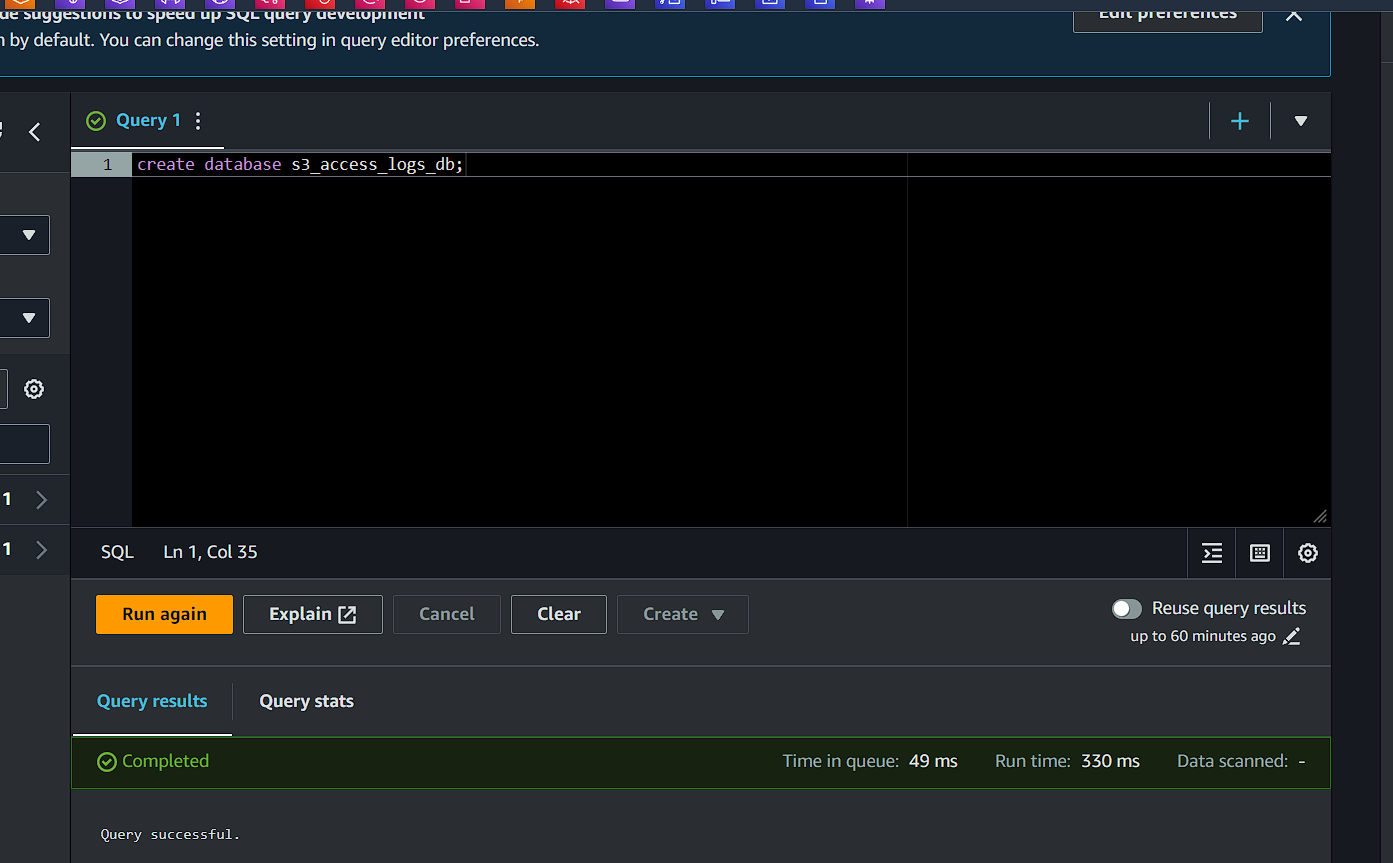 de suggestions to speed up SQL query development
Edit preferences
n by default. You can change this setting in query editor preferences.
Query 1
1 create database s3_access_logs_db;
1
1
SQL Ln 1, Col 35
Run again Explain Cancel Clear Create Reuse query results
up to 60 minutes ago
Query results Query stats
Completed Time in queue: 49 ms Run time: 330 ms Data scanned: -
Query successful.